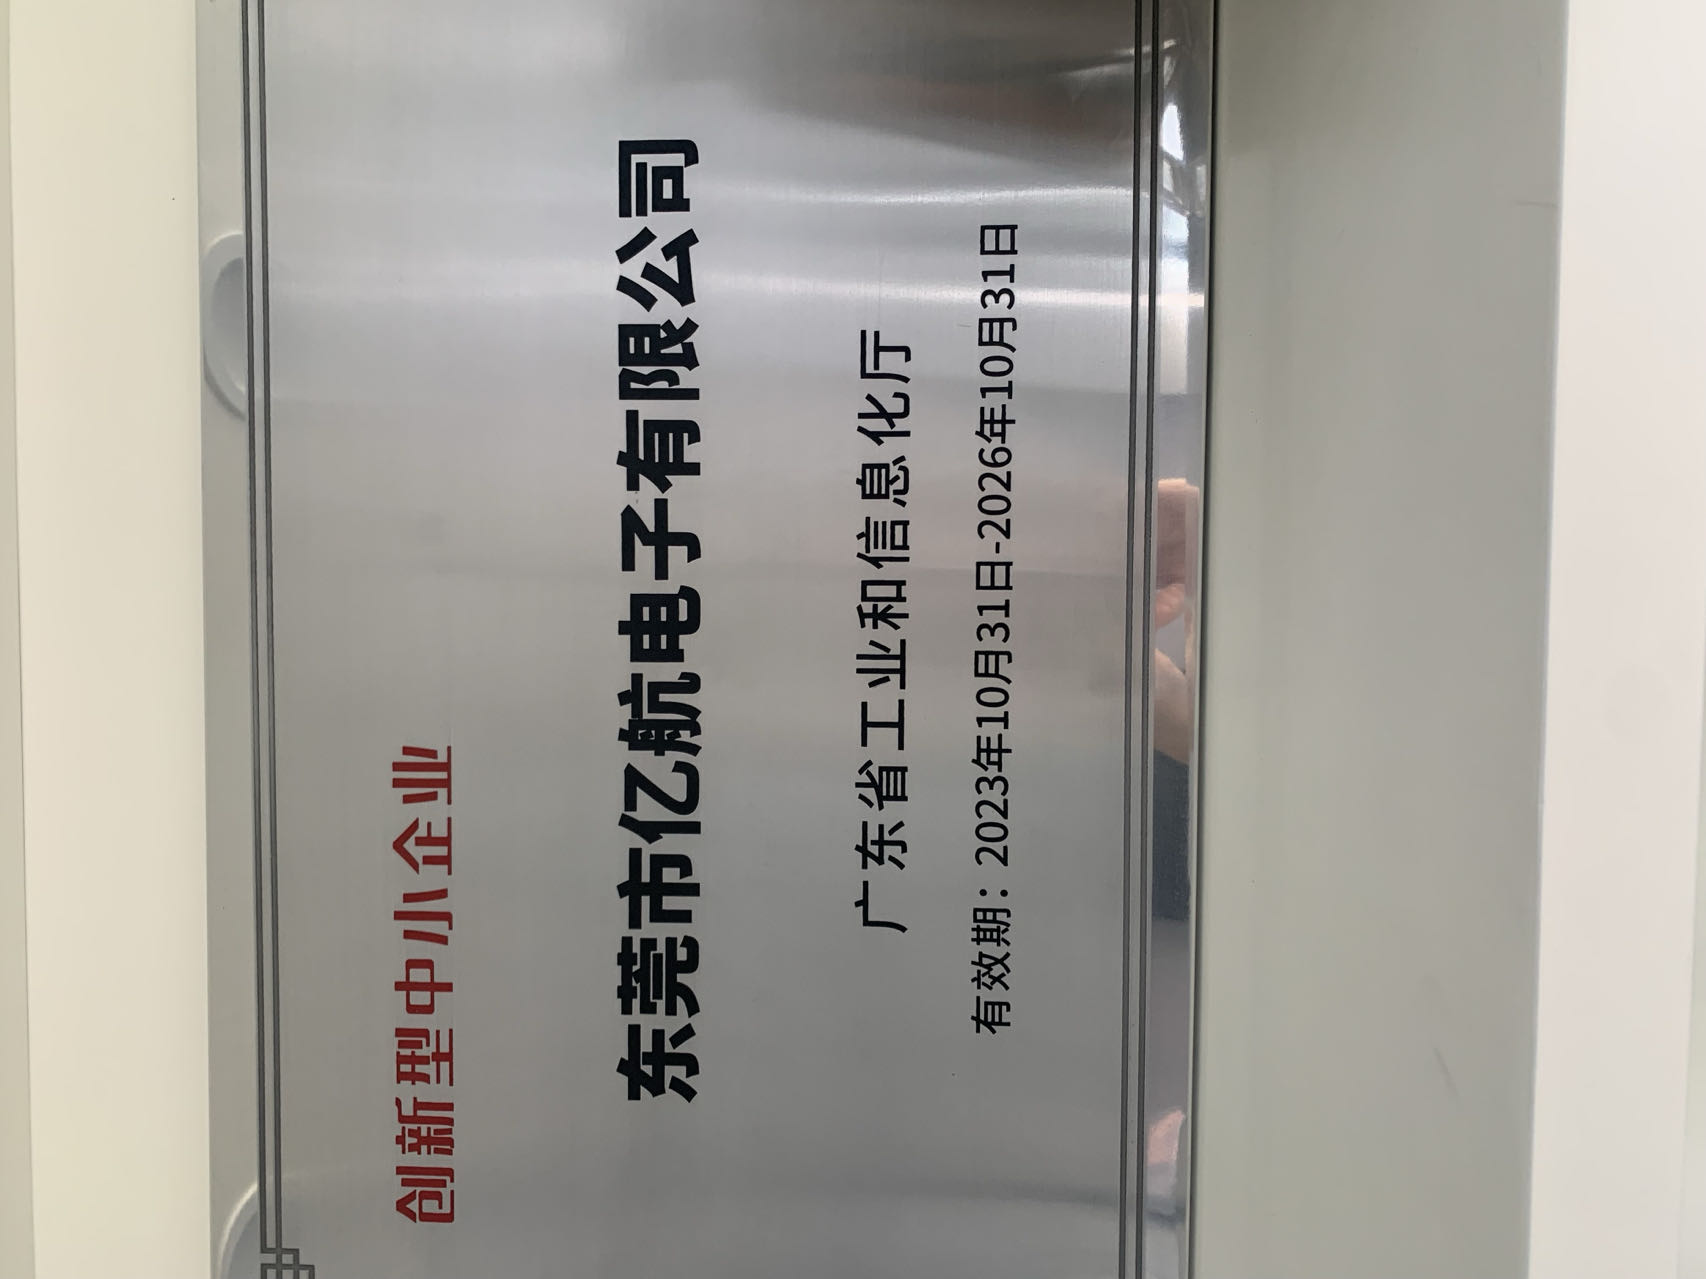 创新型中小企业
东莞市亿航电子有限公司
广东省工业和信息化厅
有效期：2023年10月31日-2026年10月31日